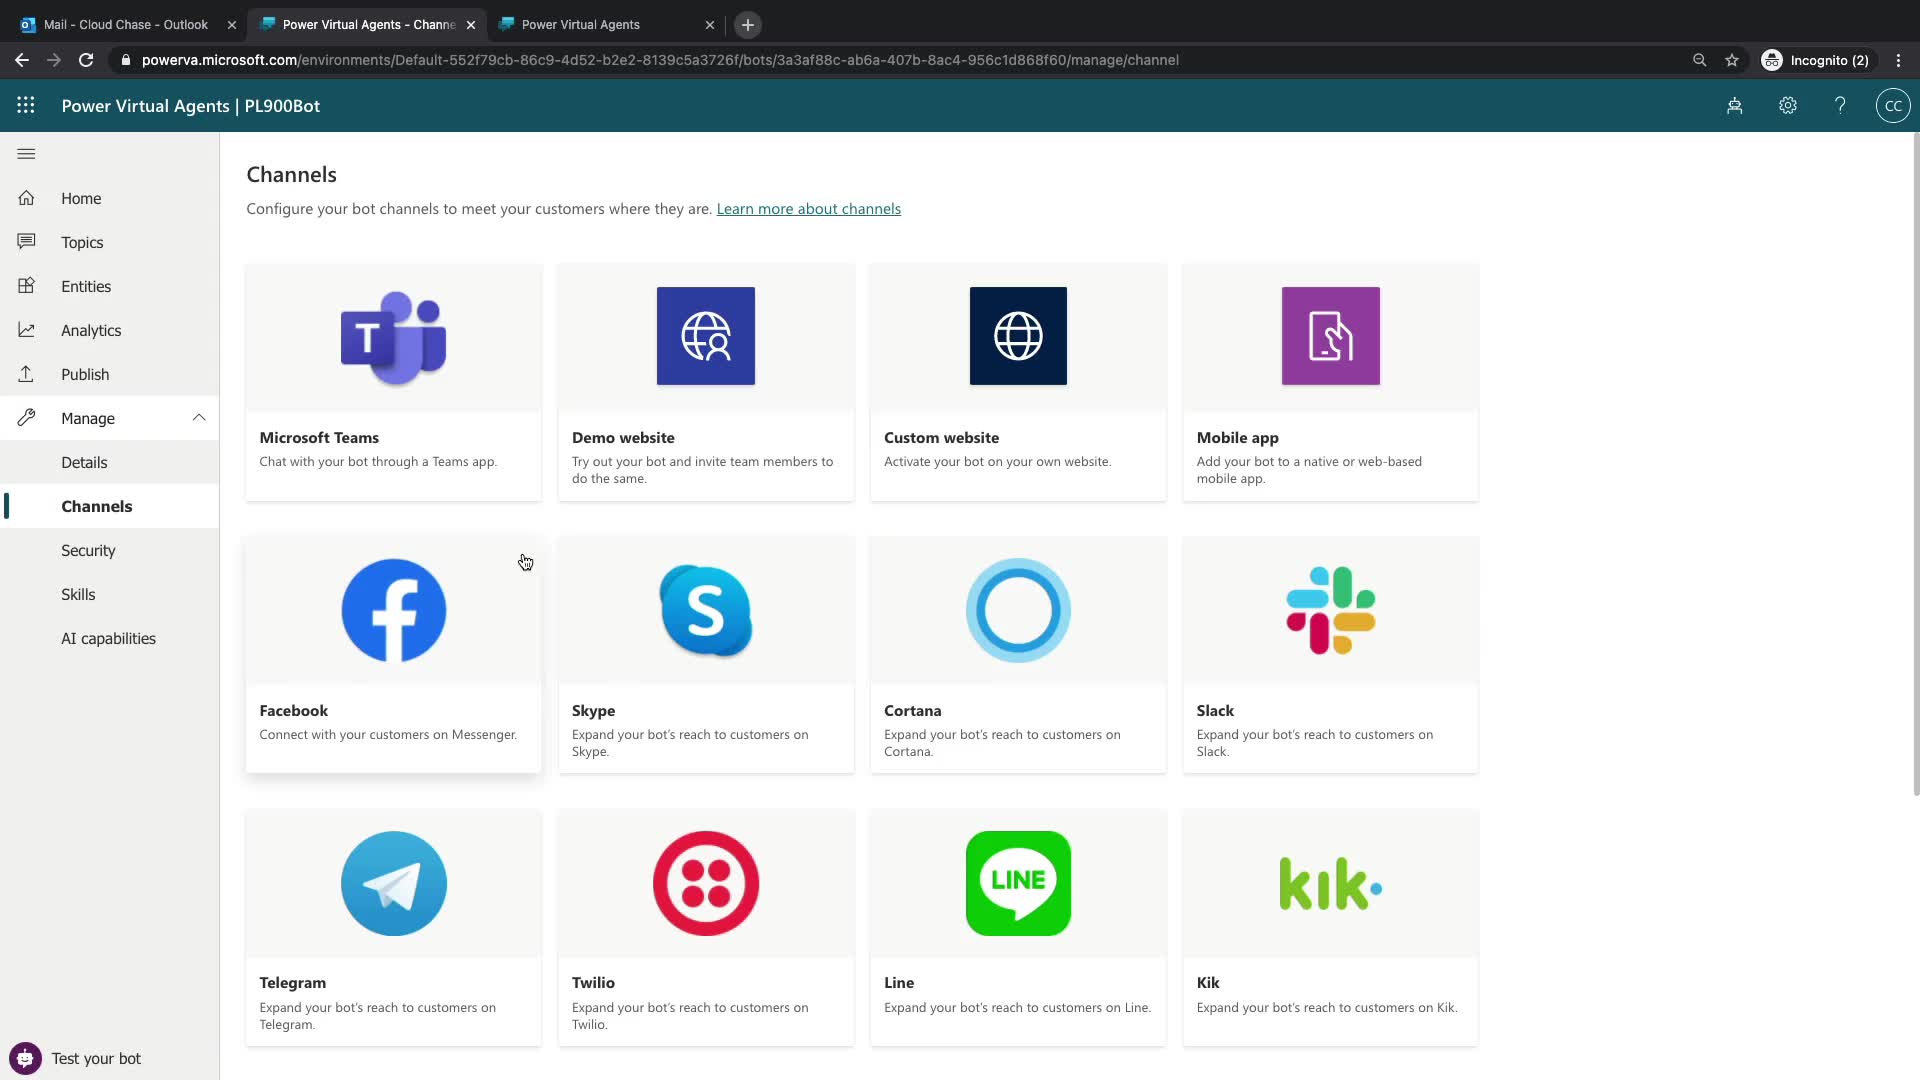 Mail - Cloud Chase - Outlook
Power Virtual Agents - Channe
Power Virtual Agents
powerva.microsoft.com/environments/Default-552f79cb-86c9-4d52-b2e2-8139c5a3726f/bots/3a3af88c-ab6a-407b-8ac4-956c1d868f60/manage/channel
Incognito (2)
Power Virtual Agents | PL900Bot
?
CC
Home
Topics
Entities
Analytics
Publish
Manage
Details
Channels
Security
Skills
AI capabilities
Test your bot
Channels
Configure your bot channels to meet your customers where they are. Learn more about channels
T
Microsoft Teams
Chat with your bot through a Teams app.
Demo website
Try out your bot and invite team members to
do the same.
Custom website
Activate your bot on your own website.
Mobile app
Add your bot to a native or web-based
mobile app.
f
Facebook
Connect with your customers on Messenger.
S
Skype
Expand your bot's reach to customers on
Skype.
Cortana
Expand your bot's reach to customers on
Cortana.
Slack
Expand your bot's reach to customers on
Slack.
Telegram
Expand your bot's reach to customers on
Telegram.
Twilio
Expand your bot's reach to customers on
Twilio.
LINE
Line
Expand your bot's reach to customers on Line.
kik
Kik
Expand your bot's reach to customers on Kik.